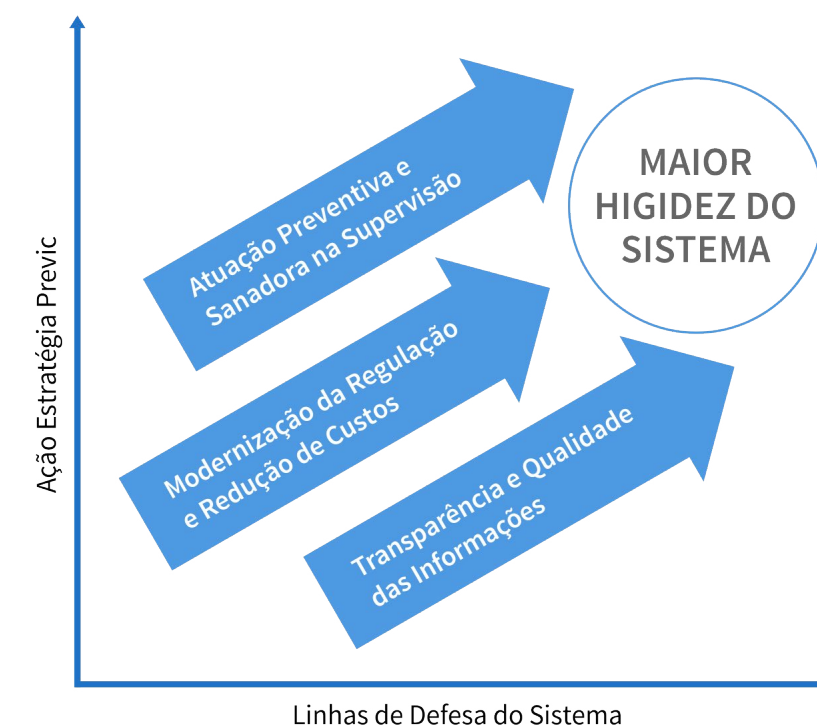 Ação Estratégia Previc
Atuação Preventiva e
Sanadora na Supervisão
MAIOR
HIGIDEZ DO
SISTEMA
Modernização da Regulação
e Redução de Custos
Transparência e Qualidade
das Informações
Linhas de Defesa do Sistema